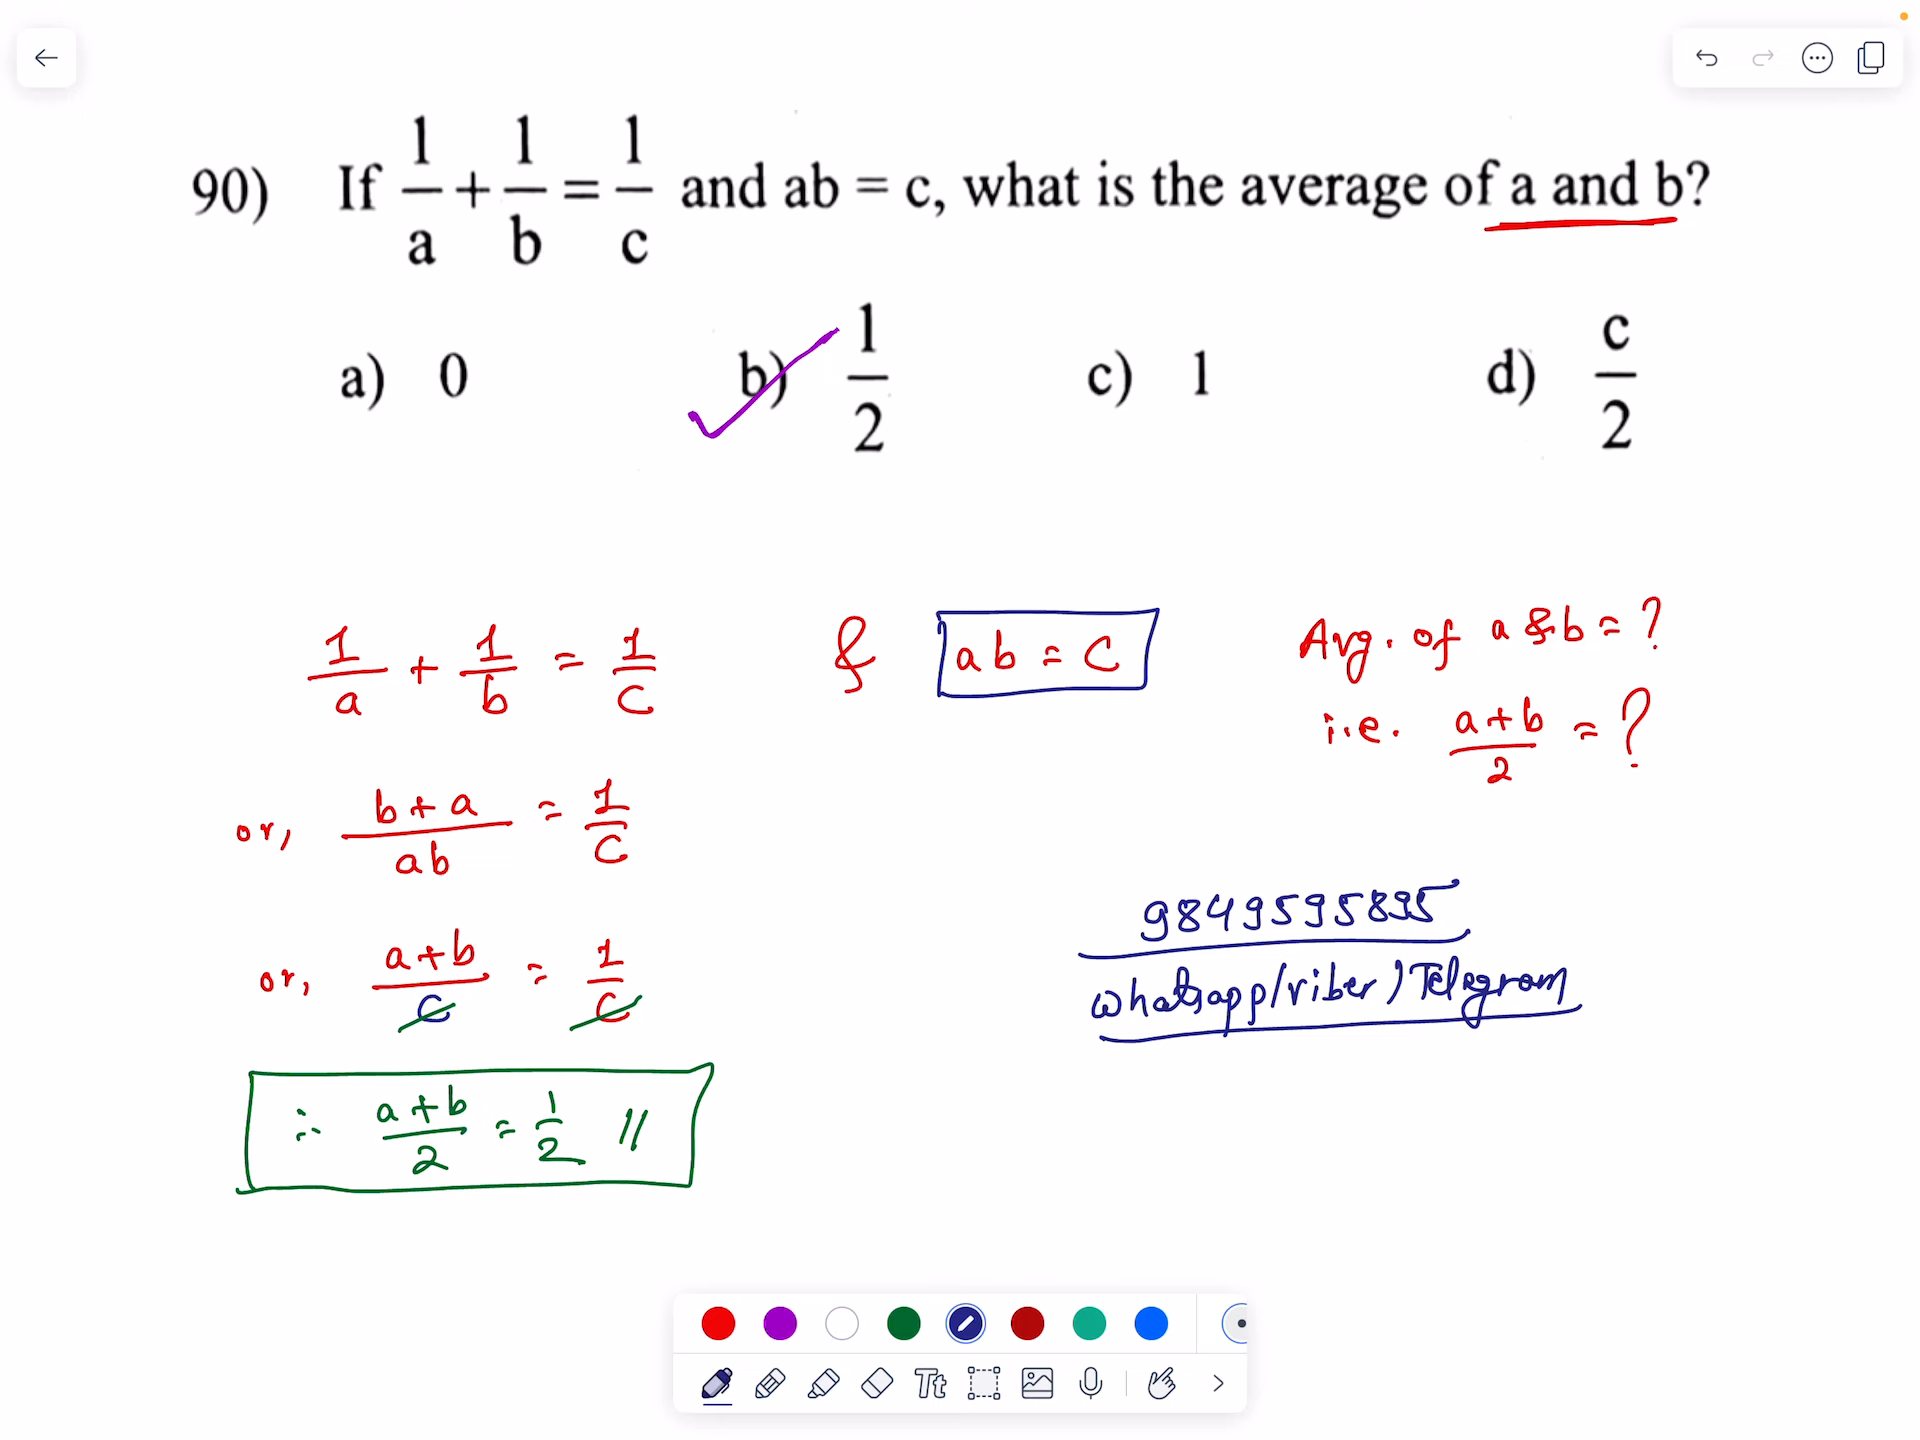 90) If 1/a + 1/b = 1/c and ab = c, what is the average of a and b?
a) 0 b) 1/2 c) 1 d) c/2
1/a + 1/b = 1/c & ab = c
Avg. of a & b = ?
i.e. a+b/2 = ?
or, b+a/ab = 1/c
or, a+b/c = 1/c
∴ a+b/2 = 1/2 //
9849595895
whatsapp/viber/Telegram
Tt